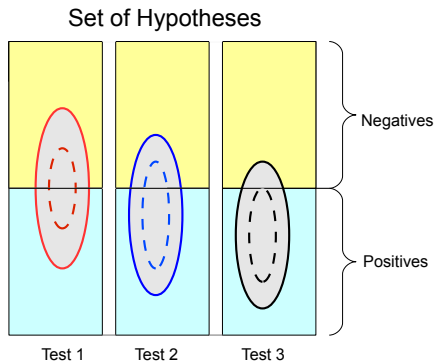 Set of Hypotheses
Negatives
Positives
Test 1
Test 2
Test 3